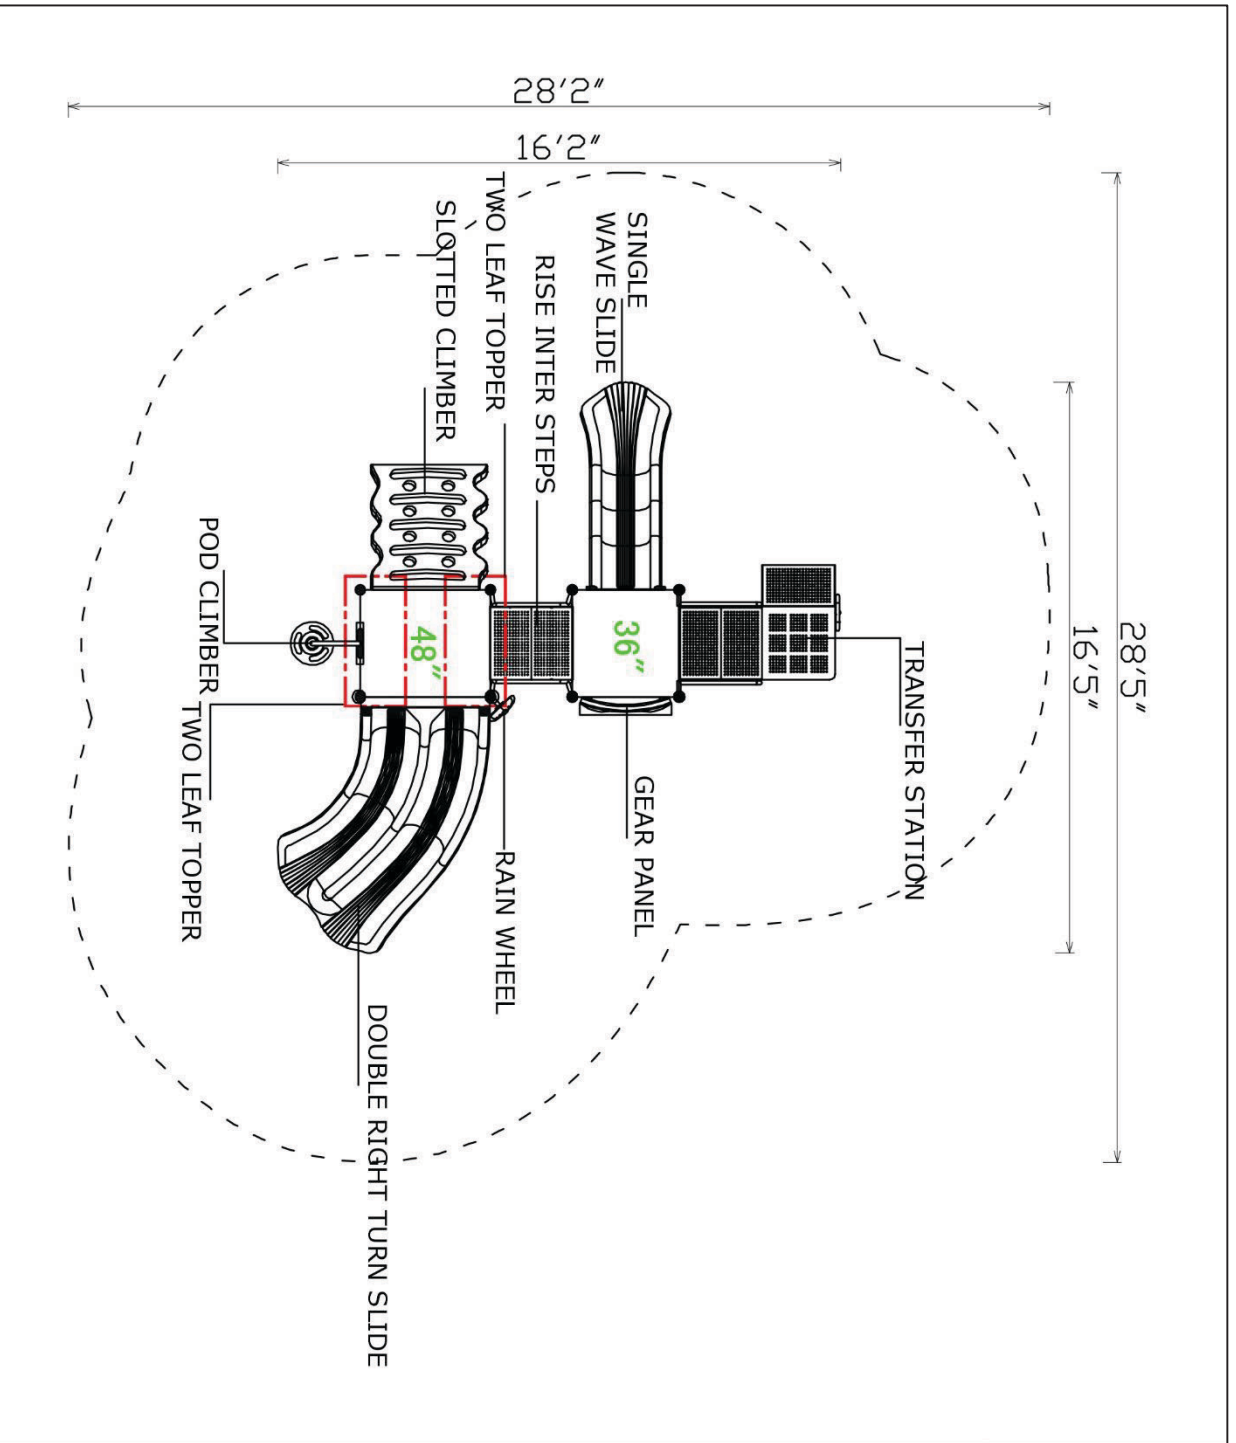 28'2"
16'2"
28'5"
16'5"
TRANSFER STATION
SINGLE
WAVE SLIDE
GEAR PANEL
36"
RISE INTER STEPS
TWO LEAF TOPPER
RAIN WHEEL
SLOTTED CLIMBER
48"
DOUBLE RIGHT TURN SLIDE
POD CLIMBER
TWO LEAF TOPPER